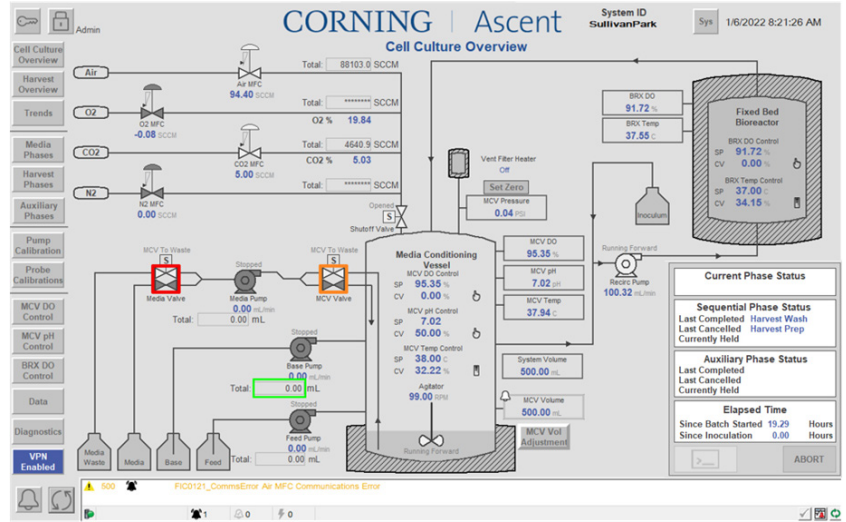 Admin
CORNING | Ascent
System ID
SullivanPark
Sys
1/6/2022 8:21:26 AM
Cell Culture Overview
Cell Culture
Overview
Harvest
Overview
Trends
Media
Phases
Harvest
Phases
Auxiliary
Phases
Pump
Calibration
Probe
Calibrations
MCV DO
Control
MCV pH
Control
BRX DO
Control
Data
Diagnostics
VPN
Enabled
Air
Air MFC
94.40 SCCM
Total: 88103.0 SCCM
O2
O2 MFC
-0.08 SCCM
Total: ******** SCCM
O2 % 19.84
CO2
CO2 MFC
5.00 SCCM
Total: 4640.9 SCCM
CO2 % 5.03
N2
N2 MFC
0.00 SCCM
Total: ******** SCCM
Opened
S
Shutoff Valve
Vent Filter Heater
Off
Set Zero
MCV Pressure
0.04 PSI
BRX DO
91.72 %
BRX Temp
37.55 C
Fixed Bed
Bioreactor
BRX DO Control
SP 91.72 %
CV 0.00 %
BRX Temp Control
SP 37.00 C
CV 34.15 %
Inoculum
MCV To Waste
S
Media Valve
Stopped
Media Pump
0.00 mL/min
Total: 0.00 mL
MCV To Waste
S
MCV Valve
Stopped
Base Pump
0.00 mL/min
Total: 0.00 mL
Stopped
Feed Pump
0.00 mL/min
Total: 0.00 mL
Media
Waste
Media
Base
Feed
Media Conditioning
Vessel
MCV DO Control
SP 95.35 %
CV 0.00 %
MCV pH Control
SP 7.02
CV 50.00 %
MCV Temp Control
SP 38.00 C
CV 32.22 %
Agitator
99.00 RPM
Running Forward
MCV DO
95.35 %
MCV pH
7.02 pH
MCV Temp
37.94 C
System Volume
500.00 mL
MCV Volume
500.00 mL
MCV Vol
Adjustment
Running Forward
Recirc Pump
100.32 mL/min
Current Phase Status
Sequential Phase Status
Last Completed Harvest Wash
Last Cancelled Harvest Prep
Currently Held
Auxiliary Phase Status
Last Completed
Last Cancelled
Currently Held
Elapsed Time
Since Batch Started 19.29 Hours
Since Inoculation 0.00 Hours
>__
ABORT
500 FIC0121_CommsError Air MFC Communications Error
1 0 0